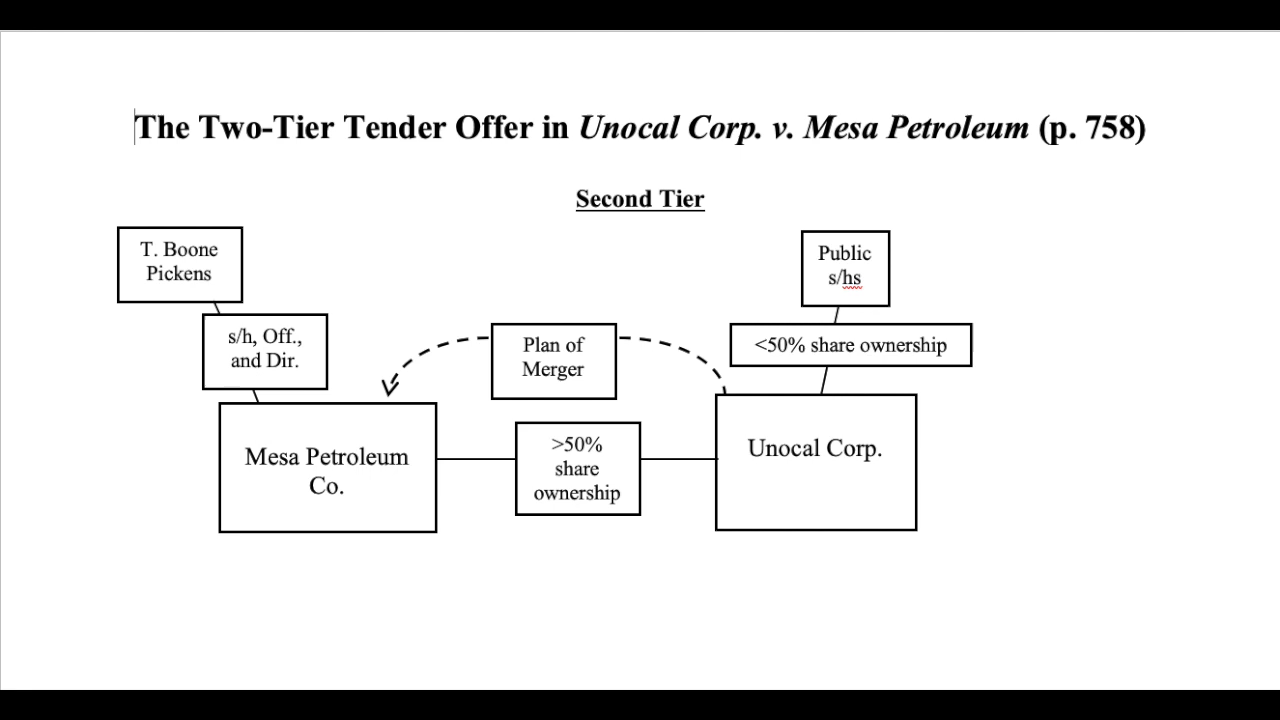 The Two-Tier Tender Offer in Unocal Corp. v. Mesa Petroleum (p. 758)
Second Tier
T. Boone
Pickens
Public
s/hs
s/h, Off.,
and Dir.
Plan of
Merger
<50% share ownership
Mesa Petroleum
Co.
>50%
share
ownership
Unocal Corp.